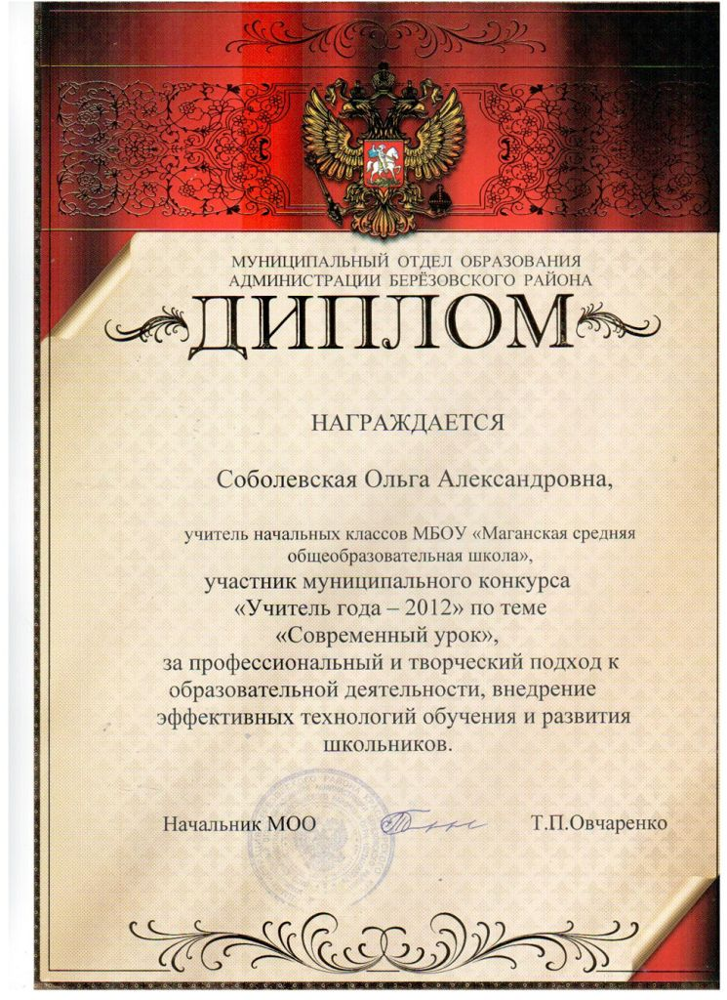 МУНИЦИПАЛЬНЫЙ ОТДЕЛ ОБРАЗОВАНИЯ
АДМИНИСТРАЦИИ БЕРЁЗОВСКОГО РАЙОНА
ДИПЛОМ
НАГРАЖДАЕТСЯ
Соболевская Ольга Александровна,
учитель начальных классов МБОУ «Маганская средняя
общеобразовательная школа»,
участник муниципального конкурса
«Учитель года – 2012» по теме
«Современный урок»,
за профессиональный и творческий подход к
образовательной деятельности, внедрение
эффективных технологий обучения и развития
школьников.
Начальник МОО Т.П.Овчаренко